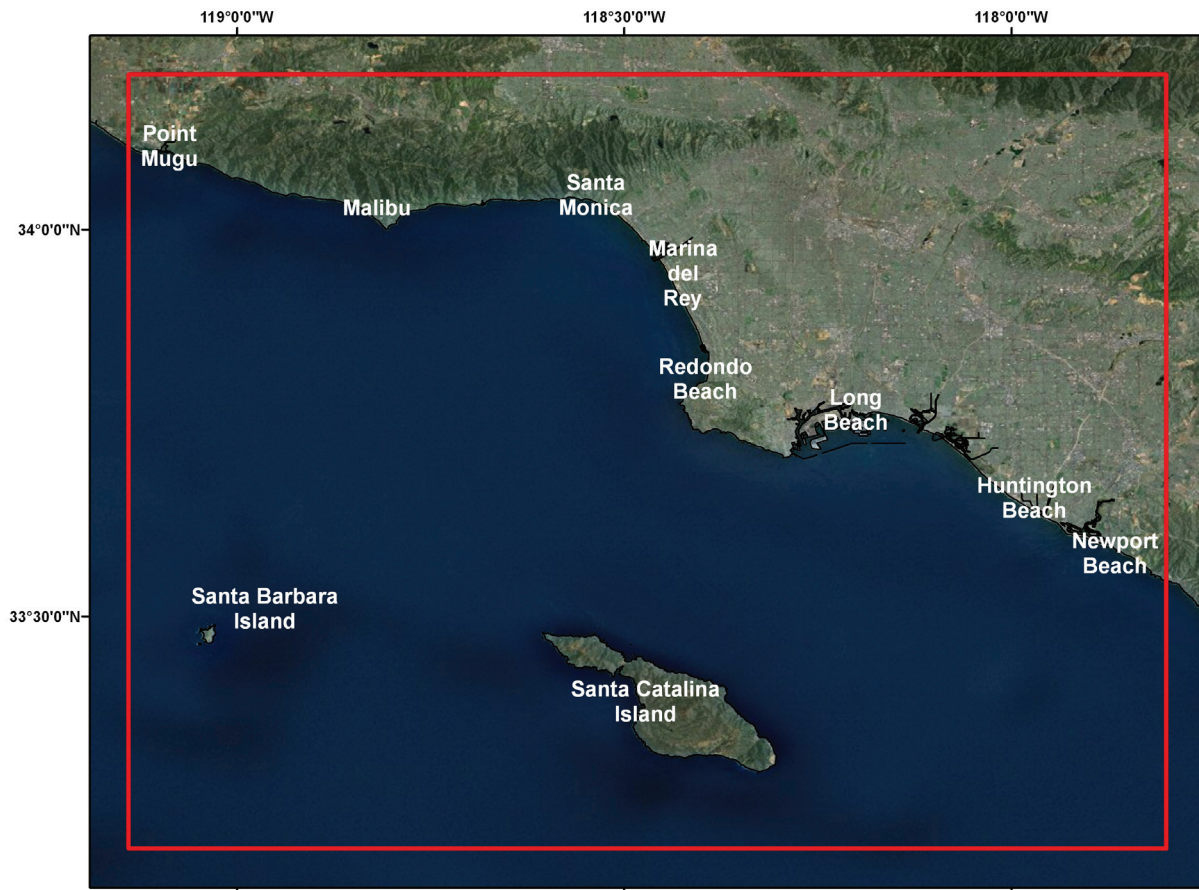 119°0'0"W
118°30'0"W
118°0'0"W
Point
Mugu
Malibu
Santa
Monica
34°0'0"N
Marina
del
Rey
Redondo
Beach
Long
Beach
Huntington
Beach
Newport
Beach
33°30'0"N
Santa Barbara
Island
Santa Catalina
Island